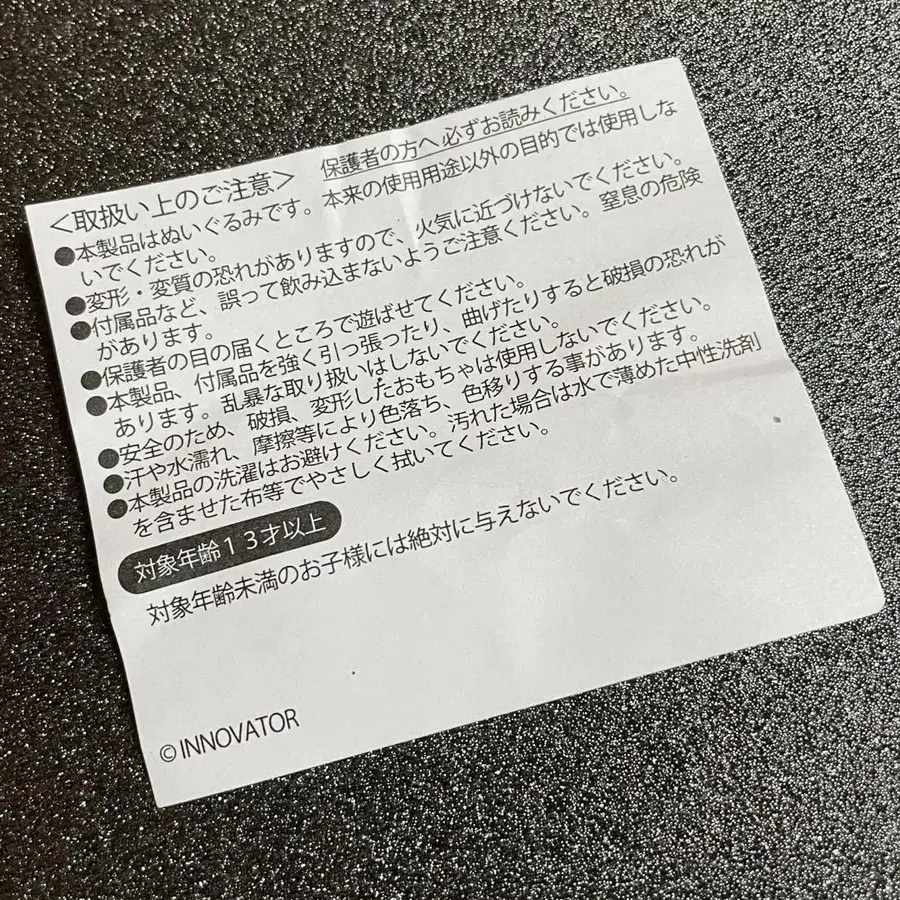 <取扱い上のご注意> 保護者の方へ必ずお読みください。
●本製品はぬいぐるみです。本来の使用用途以外の目的では使用しな
いでください。
●変形・変質の恐れがありますので、火気に近づけないでください。
●付属品など、誤って飲み込まないようご注意ください。窒息の危険
があります。
●保護者の目の届くところで遊ばせてください。
●本製品、付属品を強く引っ張ったり、曲げたりすると破損の恐れが
あります。乱暴な取り扱いはしないでください。
●安全のため、破損、変形したおもちゃは使用しないでください。
●汗や水濡れ、摩擦等により色落ち、色移りする事があります。
●本製品の洗濯はお避けください。汚れた場合は水で薄めた中性洗剤
を含ませた布等でやさしく拭いてください。
対象年齢13才以上
対象年齢未満のお子様には絶対に与えないでください。
©INNOVATOR